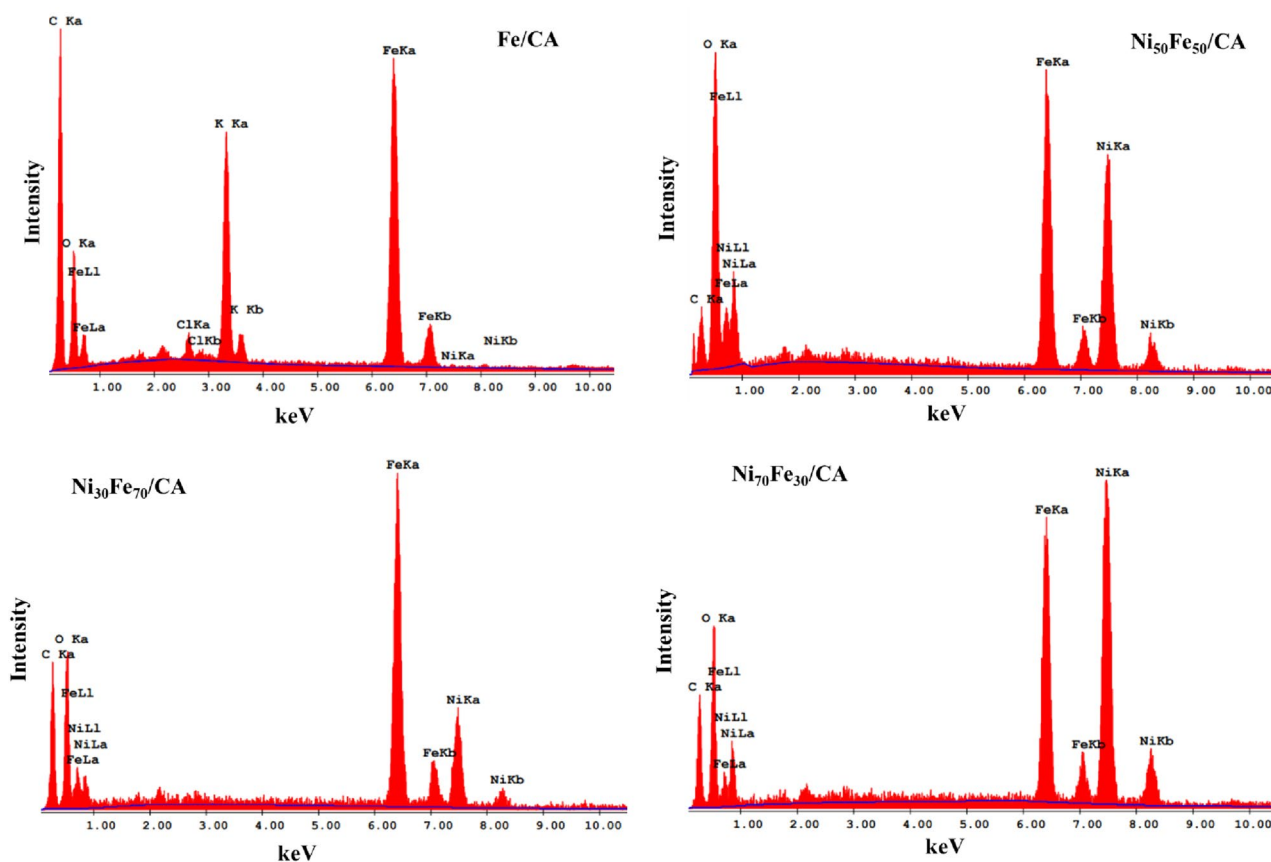 Fe/CA
C Ka
FeKa
K Ka
O Ka
FeLl
FeLa
ClKa
ClKb
K Kb
FeKb
NiKa
NiKb
Intensity
1.00 2.00 3.00 4.00 5.00 6.00 7.00 8.00 9.00 10.00
keV
Ni50Fe50/CA
O Ka
FeKa
FeLl
NiKa
NiLl
NiLa
FeLa
C Ka
FeKb
NiKb
Intensity
1.00 2.00 3.00 4.00 5.00 6.00 7.00 8.00 9.00 10.00
keV
Ni30Fe70/CA
FeKa
O Ka
C Ka
FeLl
NiLl
NiLa
FeLa
NiKa
FeKb
NiKb
Intensity
1.00 2.00 3.00 4.00 5.00 6.00 7.00 8.00 9.00 10.00
keV
Ni70Fe30/CA
NiKa
FeKa
O Ka
FeLl
C Ka
NiLl
NiLa
FeLa
FeKb
NiKb
Intensity
1.00 2.00 3.00 4.00 5.00 6.00 7.00 8.00 9.00 10.00
keV